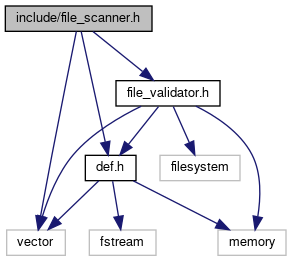 include/file_scanner.h
file_validator.h
def.h
filesystem
vector
fstream
memory